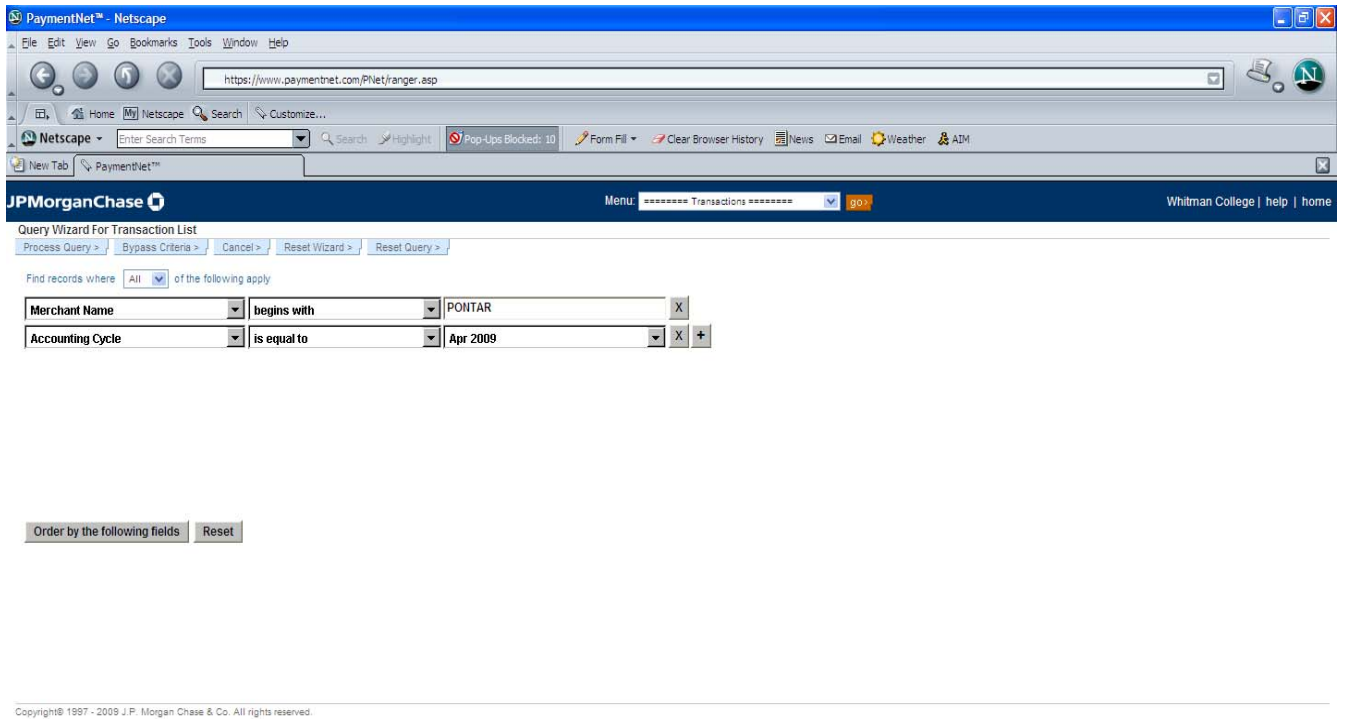 PaymentNet™ - Netscape
File Edit View Go Bookmarks Tools Window Help
https://www.paymentnet.com/PNet/ranger.asp
N
Home My Netscape Search Customize...
Netscape Enter Search Terms Search Highlight Pop-Ups Blocked: 10 Form Fill Clear Browser History News Email Weather AIM
New Tab PaymentNet™
JPMorganChase Menu: ======== Transactions ======== go> Whitman College | help | home
Query Wizard For Transaction List
Process Query > Bypass Criteria > Cancel > Reset Wizard > Reset Query >
Find records where All of the following apply
Merchant Name begins with PONTAR X
Accounting Cycle is equal to Apr 2009 X +
Order by the following fields Reset
Copyright© 1997 - 2009 J.P. Morgan Chase & Co. All rights reserved.